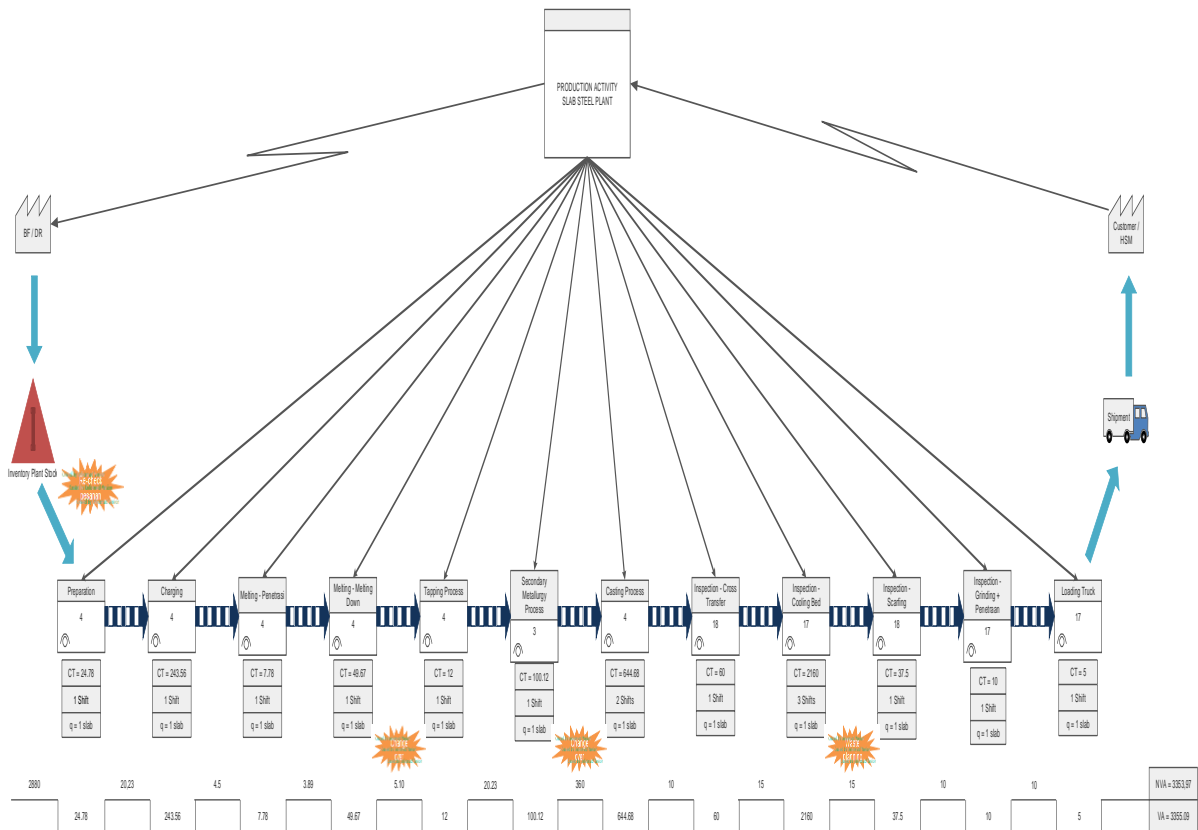 PRODUCTION ACTIVITY
SLAB STEEL PLANT
BF / DR
Customer /
HSM
Shipment
Inventory Plant Stock
Preparation
4
CT = 24.78
1 Shift
q = 1 slab
Charging
4
CT = 243.56
1 Shift
q = 1 slab
Melting - Penetrasi
4
CT = 7.78
1 Shift
q = 1 slab
Melting - Melting
Down
4
CT = 49.67
1 Shift
q = 1 slab
Tapping Process
4
CT = 12
1 Shift
q = 1 slab
Secondary
Metallurgy
Process
3
CT = 100.12
1 Shift
q = 1 slab
Casting Process
4
CT = 644.68
2 Shifts
q = 1 slab
Inspection - Cross
Transfer
18
CT = 60
1 Shift
q = 1 slab
Inspection -
Cooling Bed
17
CT = 2160
3 Shifts
q = 1 slab
Inspection -
Scarfing
18
CT = 37.5
1 Shift
q = 1 slab
Inspection -
Grinding +
Penetrasian
17
CT = 10
1 Shift
q = 1 slab
Loading Truck
17
CT = 5
1 Shift
q = 1 slab
Change
Change
2880
20,23
4.5
3.89
5.10
20.23
360
10
15
15
10
10
NVA = 3353,97
24.78
243.56
7.78
49.67
12
100.12
644.68
60
2160
37.5
10
5
VA = 3355.09